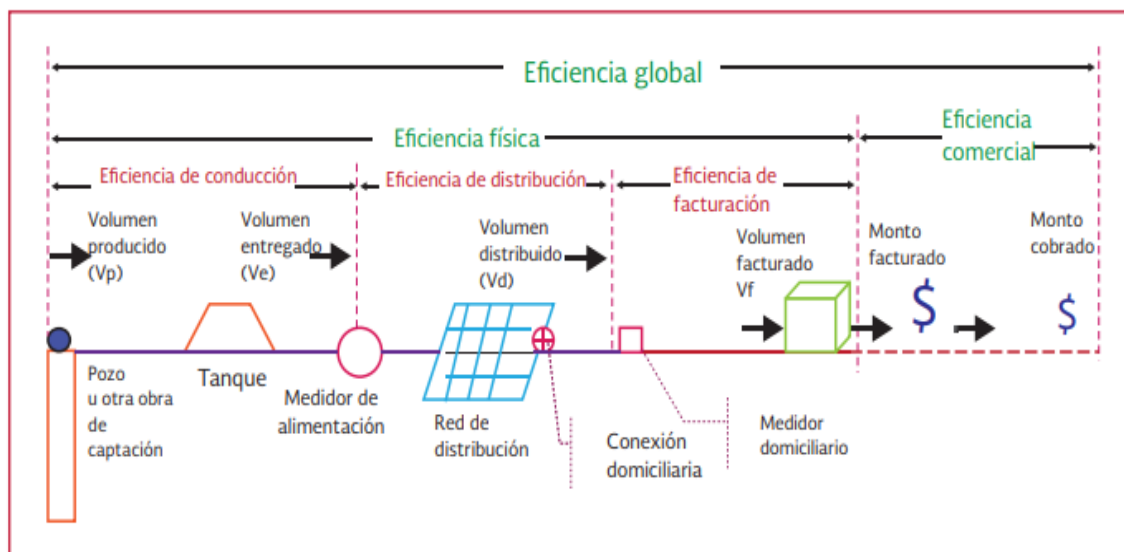 Eficiencia global
Eficiencia física
Eficiencia
comercial
Eficiencia de conducción
Eficiencia de distribución
Eficiencia de
facturación
Volumen
producido
(Vp)
Volumen
entregado
(Ve)
Volumen
distribuido
(Vd)
Volumen
facturado
Vf
Monto
facturado
Monto
cobrado
$
$
Pozo
u otra obra
de
captación
Tanque
Medidor de
alimentación
Red de
distribución
Conexión
domiciliaria
Medidor
domiciliario